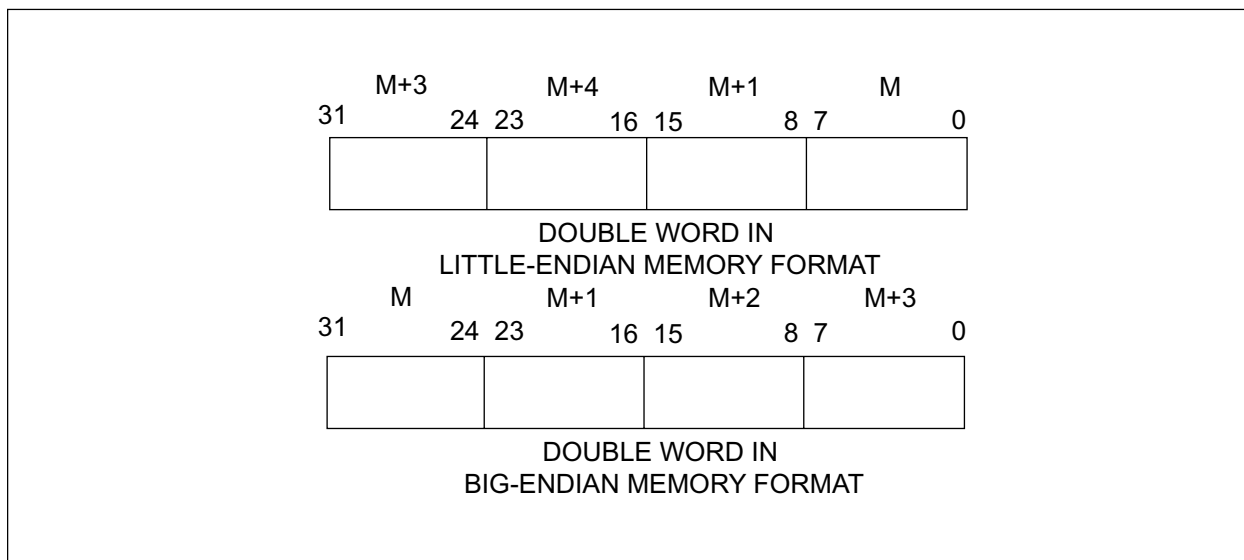 M+3 M+4 M+1 M
31 24 23 16 15 8 7 0
DOUBLE WORD IN
LITTLE-ENDIAN MEMORY FORMAT
M M+1 M+2 M+3
31 24 23 16 15 8 7 0
DOUBLE WORD IN
BIG-ENDIAN MEMORY FORMAT